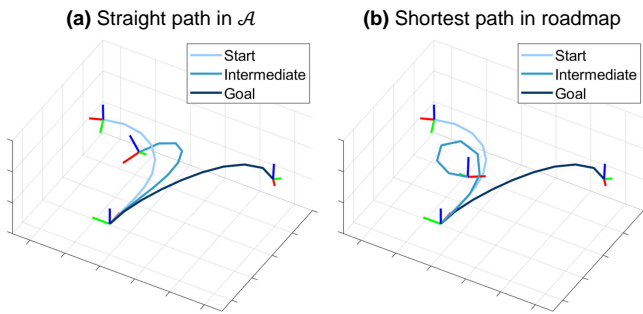 (a) Straight path in 𝒜
Start
Intermediate
Goal
(b) Shortest path in roadmap
Start
Intermediate
Goal